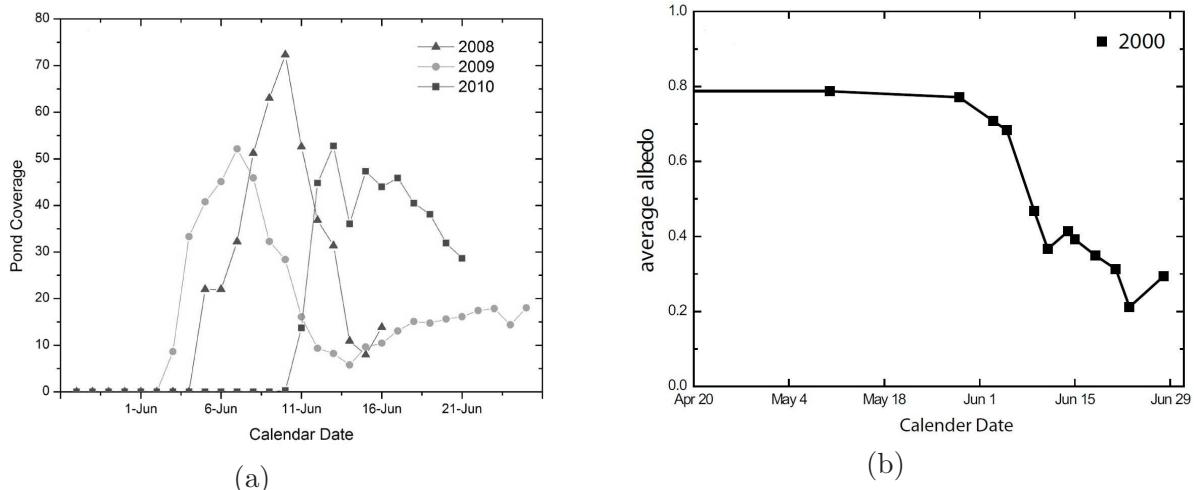 80
70
60
50
40
30
20
10
0
Pond Coverage
2008
2009
2010
1-Jun
6-Jun
11-Jun
16-Jun
21-Jun
Calendar Date
(a)
1.0
0.8
0.6
0.4
0.2
0.0
average albedo
2000
Apr 20
May 4
May 18
Jun 1
Jun 15
Jun 29
Calender Date
(b)